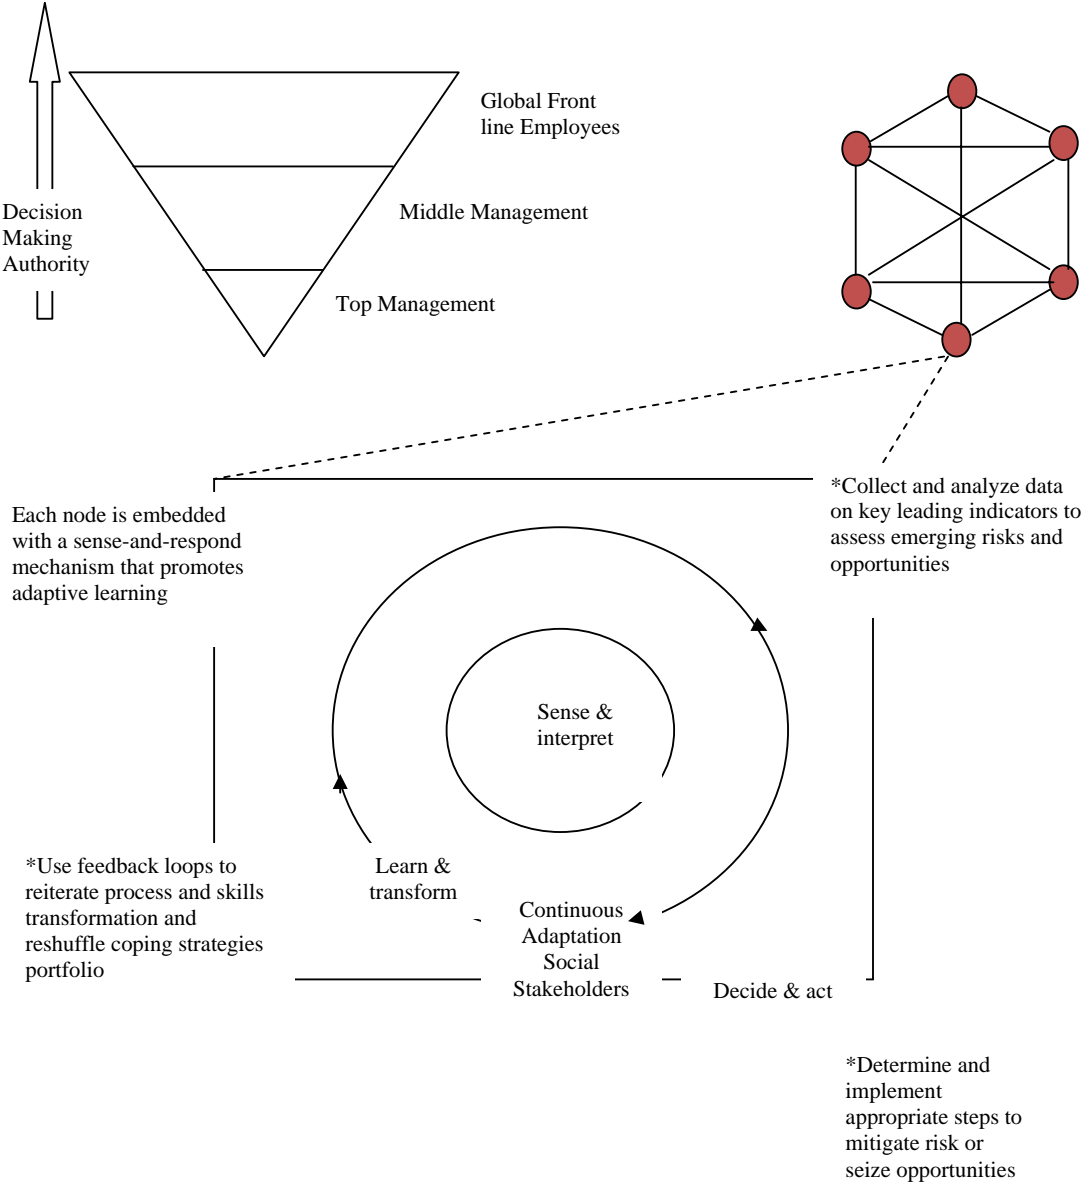 Global Front
line Employees
Decision
Making
Authority
Middle Management
Top Management
*Collect and analyze data
on key leading indicators to
assess emerging risks and
opportunities
Each node is embedded
with a sense-and-respond
mechanism that promotes
adaptive learning
Sense &
interpret
*Use feedback loops to
reiterate process and skills
transformation and
reshuffle coping strategies
portfolio
Learn &
transform
Continuous
Adaptation
Social
Stakeholders
Decide & act
*Determine and
implement
appropriate steps to
mitigate risk or
seize opportunities